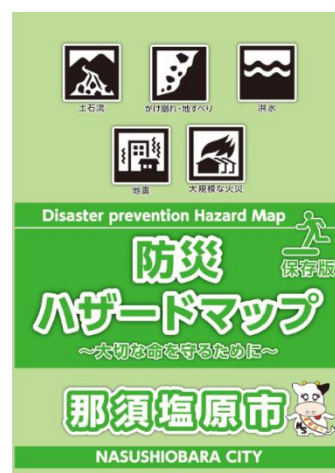 土石流
がけ崩れ・地すべり
洪水
地震
大規模な火災
Disaster prevention Hazard Map
保存版
防災
ハザードマップ
～大切な命を守るために～
那須塩原市
NASUSHIOBARA CITY